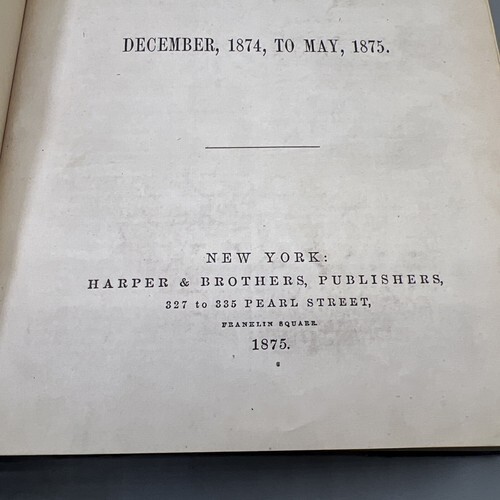 DECEMBER, 1874, TO MAY, 1875.
NEW YORK:
HARPER & BROTHERS, PUBLISHERS,
327 to 335 PEARL STREET,
FRANKLIN SQUARE.
1875.